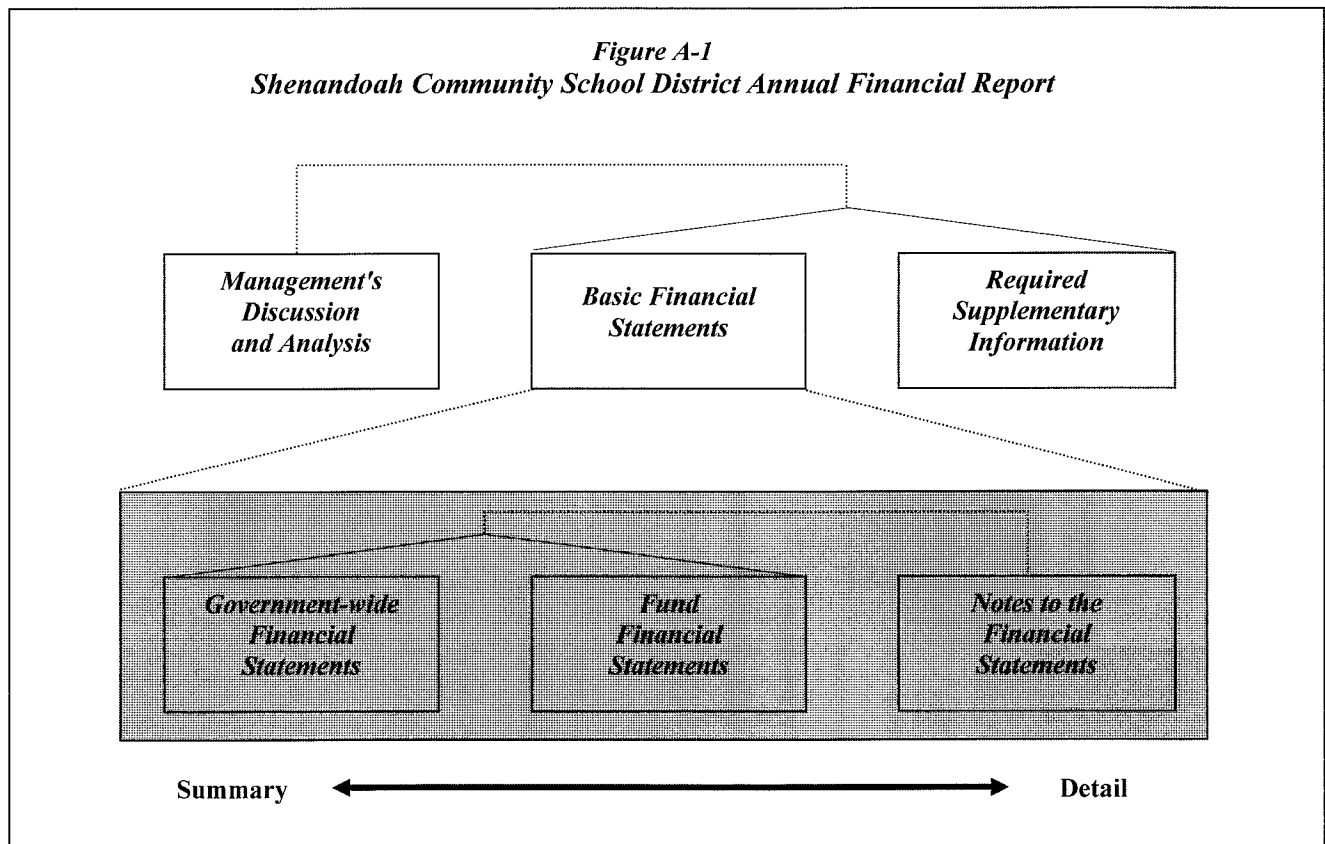 Figure A-1
Shenandoah Community School District Annual Financial Report
Management's
Discussion
and Analysis
Basic Financial
Statements
Required
Supplementary
Information
Government-wide
Financial
Statements
Fund
Financial
Statements
Notes to the
Financial
Statements
Summary
Detail